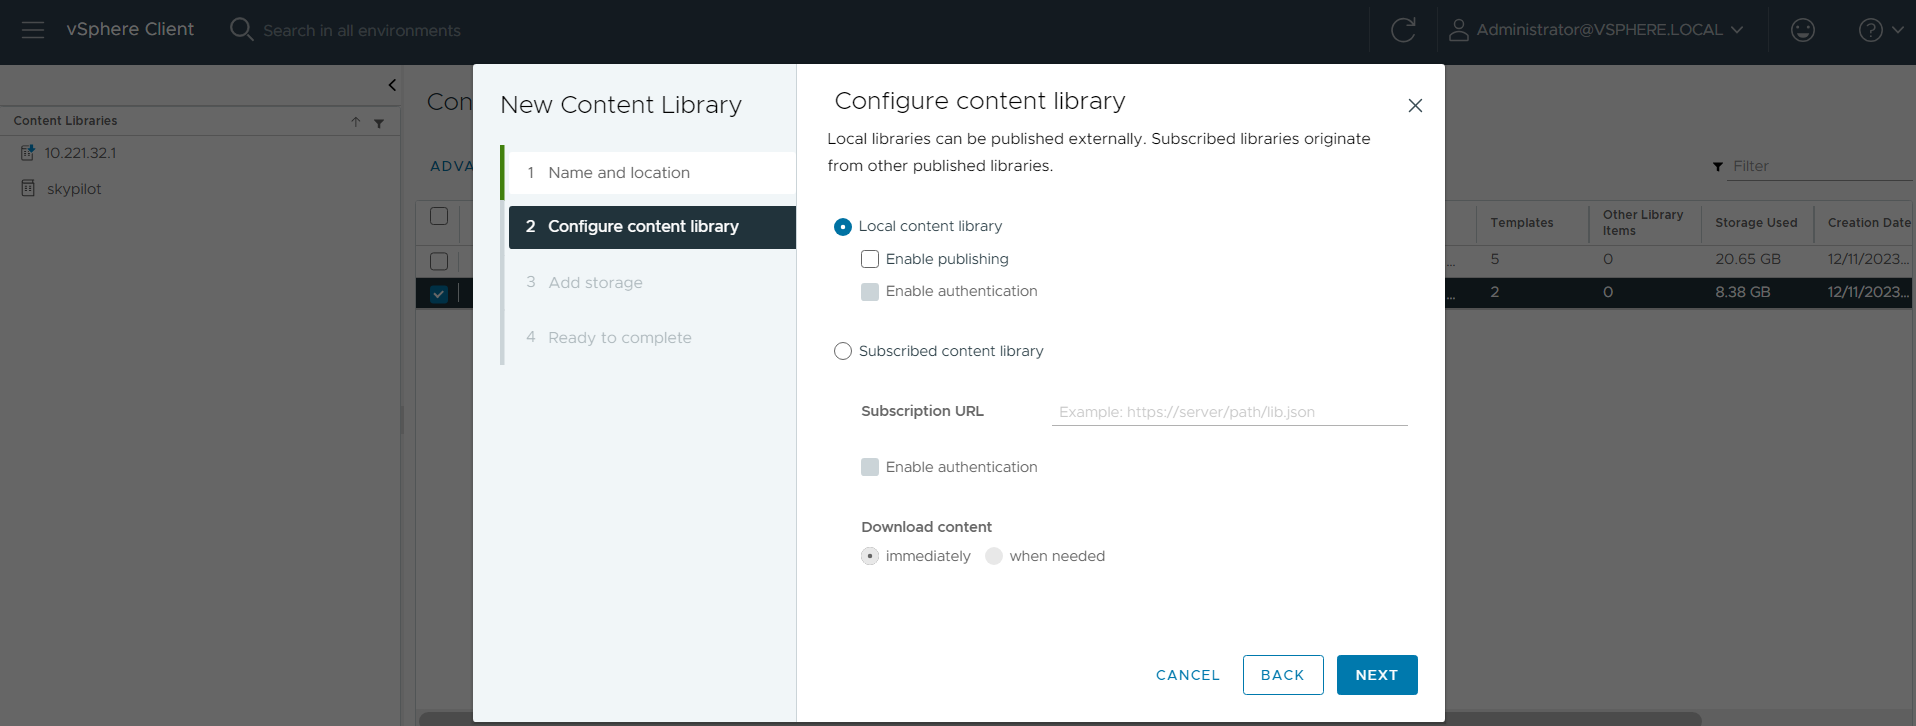 vSphere Client
Search in all environments
Administrator@VSPHERE.LOCAL
Content Libraries
10.221.32.1
skypilot
Con
ADVA
Filter
Templates
Other Library
Items
Storage Used
Creation Date
... 5 0 20.65 GB 12/11/2023...
... 2 0 8.38 GB 12/11/2023...
New Content Library
1 Name and location
2 Configure content library
3 Add storage
4 Ready to complete
Configure content library
Local libraries can be published externally. Subscribed libraries originate
from other published libraries.
Local content library
Enable publishing
Enable authentication
Subscribed content library
Subscription URL
Example: https://server/path/lib.json
Enable authentication
Download content
immediately when needed
CANCEL BACK NEXT